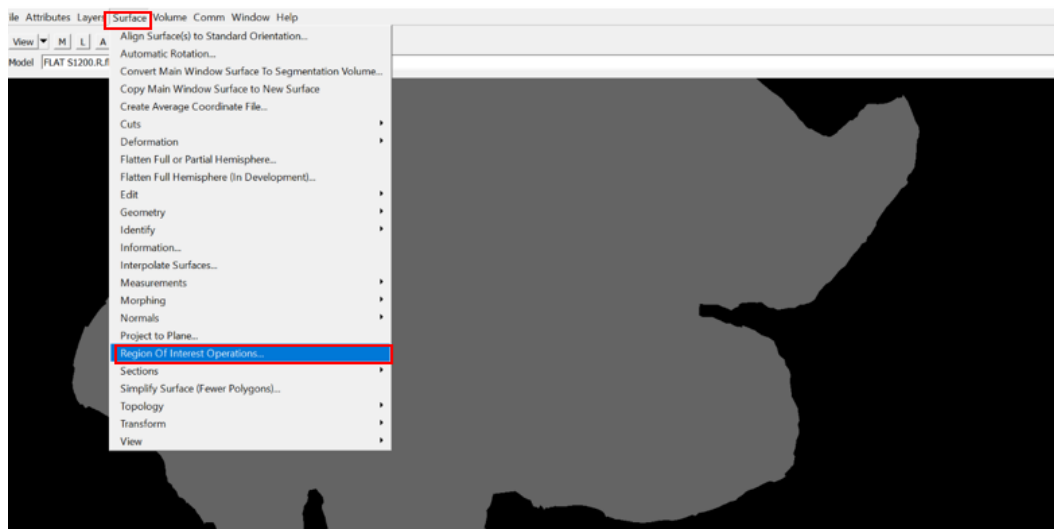 ile Attributes Layers Surface Volume Comm Window Help
View M L A
Model FLAT S1200.R.fl
Align Surface(s) to Standard Orientation...
Automatic Rotation...
Convert Main Window Surface To Segmentation Volume...
Copy Main Window Surface to New Surface
Create Average Coordinate File...
Cuts
Deformation
Flatten Full or Partial Hemisphere...
Flatten Full Hemisphere (In Development)...
Edit
Geometry
Identify
Information...
Interpolate Surfaces...
Measurements
Morphing
Normals
Project to Plane...
Region Of Interest Operations...
Sections
Simplify Surface (Fewer Polygons)...
Topology
Transform
View